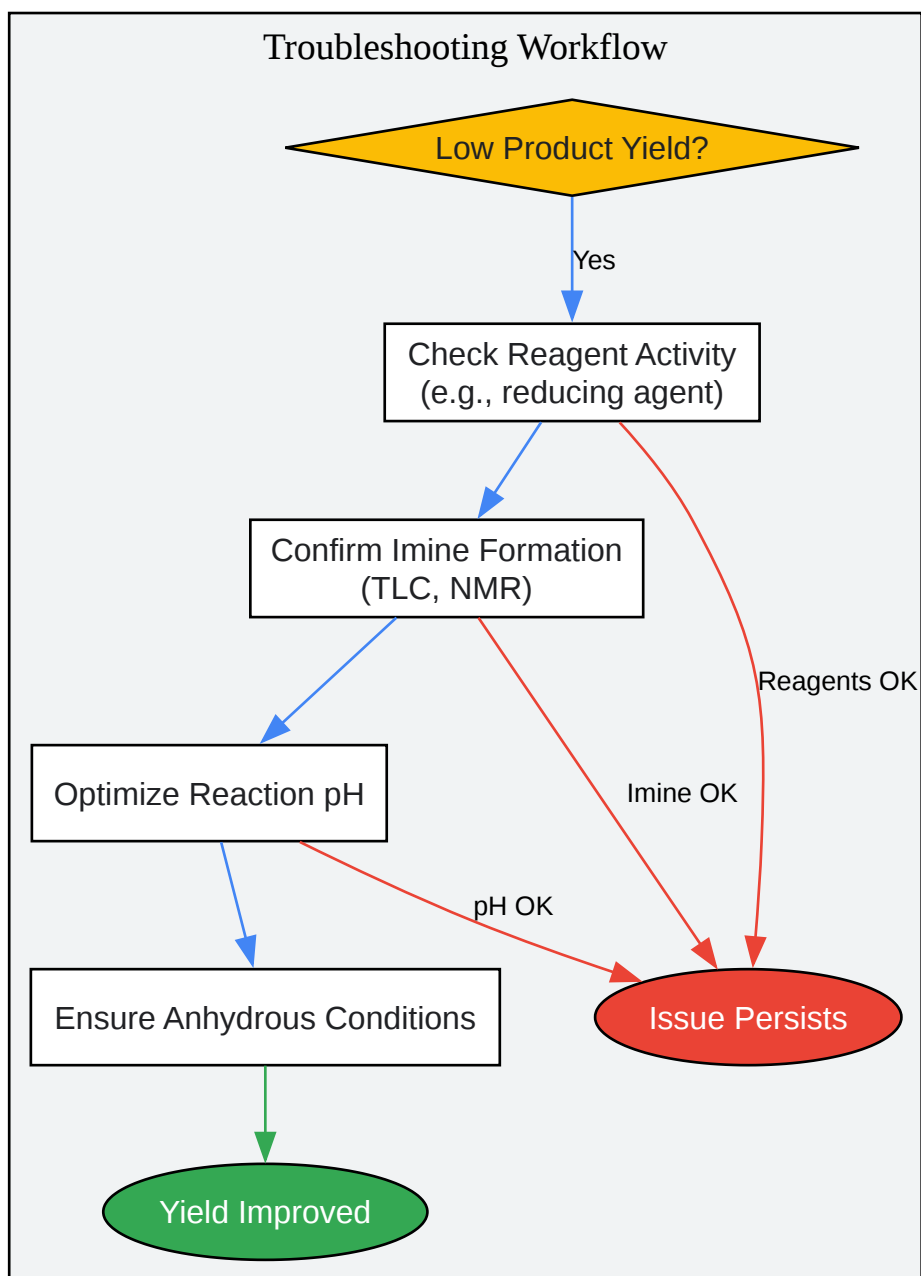 Troubleshooting Workflow
Low Product Yield?
Yes
Check Reagent Activity
(e.g., reducing agent)
Confirm Imine Formation
(TLC, NMR)
Reagents OK
Optimize Reaction pH
Imine OK
pH OK
Ensure Anhydrous Conditions
Issue Persists
Yield Improved